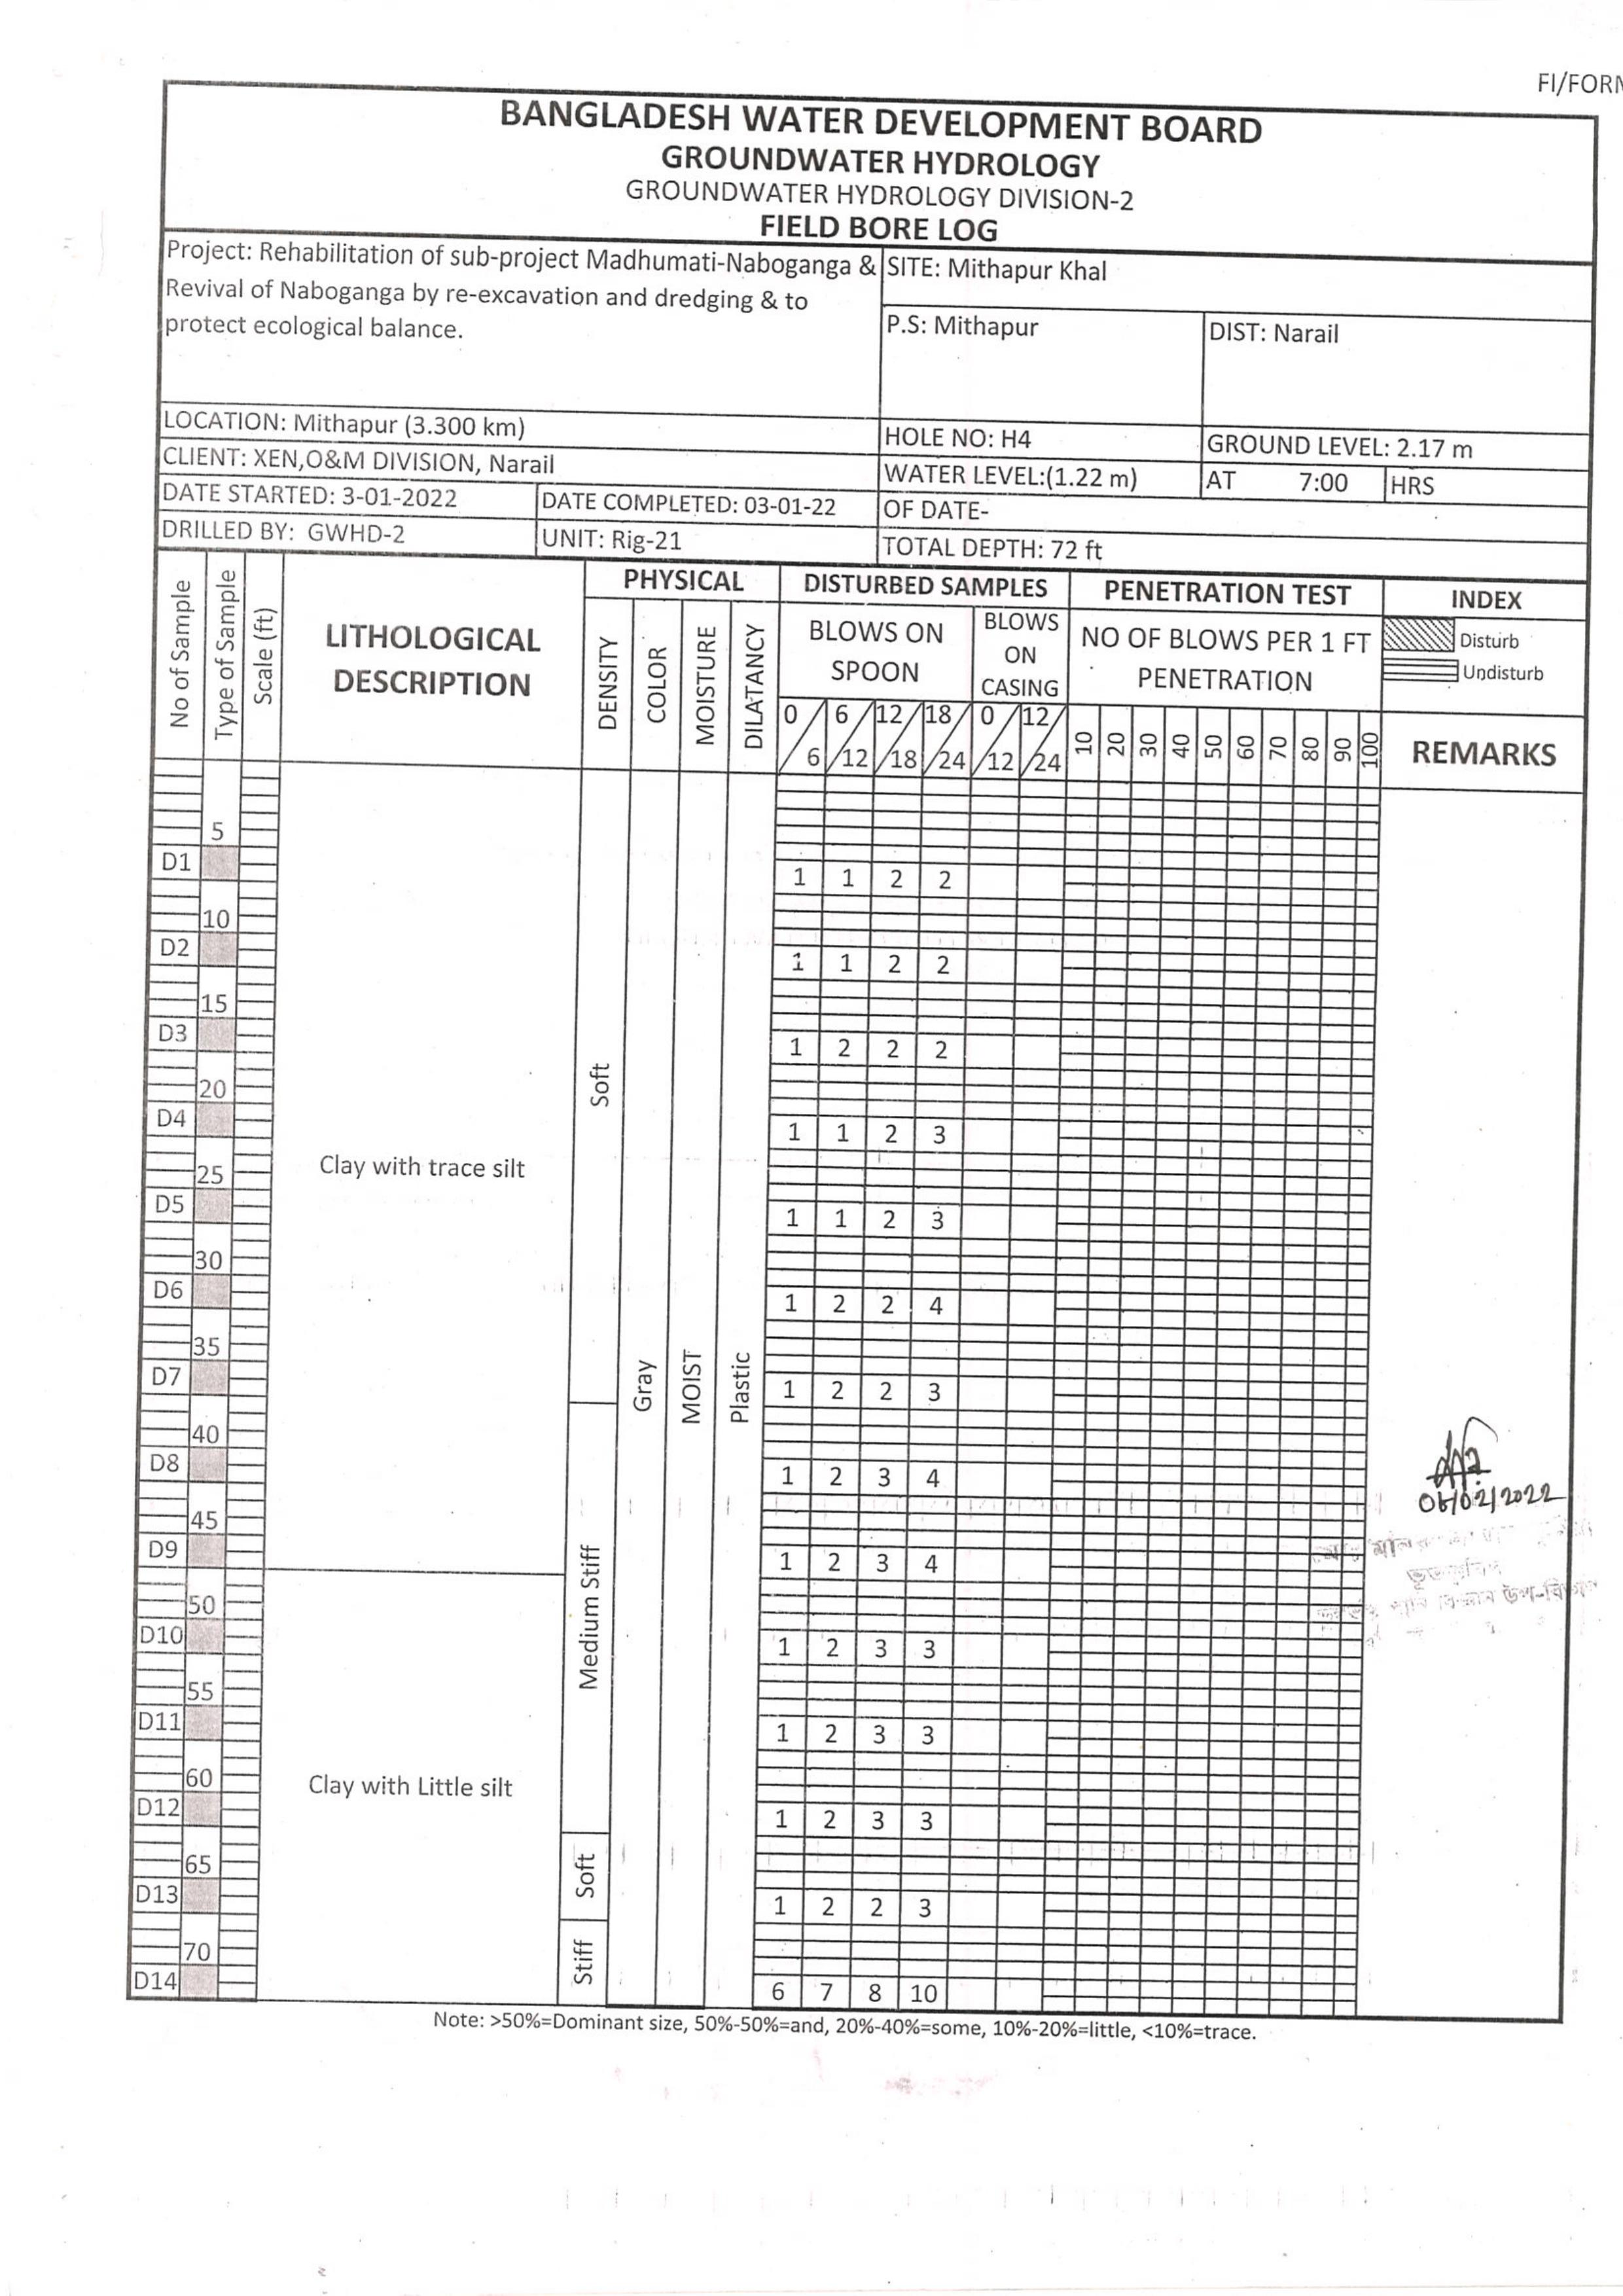 FI/FORM
BANGLADESH WATER DEVELOPMENT BOARD
GROUNDWATER HYDROLOGY
GROUNDWATER HYDROLOGY DIVISION-2
FIELD BORE LOG
Project: Rehabilitation of sub-project Madhumati-Naboganga &
Revival of Naboganga by re-excavation and dredging & to
protect ecological balance.
SITE: Mithapur Khal
P.S: Mithapur
DIST: Narail
LOCATION: Mithapur (3.300 km)
HOLE NO: H4
GROUND LEVEL: 2.17 m
CLIENT: XEN,O&M DIVISION, Narail
WATER LEVEL:(1.22 m)
AT 7:00 HRS
DATE STARTED: 3-01-2022
DATE COMPLETED: 03-01-22
OF DATE-
DRILLED BY: GWHD-2
UNIT: Rig-21
TOTAL DEPTH: 72 ft
No of Sample
Type of Sample
Scale (ft)
LITHOLOGICAL
DESCRIPTION
PHYSICAL
DENSITY
COLOR
MOISTURE
DILATANCY
DISTURBED SAMPLES
BLOWS ON
SPOON
BLOWS
ON
CASING
0 6 12 18 0 12
6 12 18 24 12 24
PENETRATION TEST
NO OF BLOWS PER 1 FT
PENETRATION
10 20 30 40 50 60 70 80 90 100
INDEX
Disturb
Undisturb
REMARKS
5
D1 1 1 2 2
10
D2 1 1 2 2
15
D3 1 2 2 2
20
D4 1 1 2 3
Soft
Clay with trace silt
25
D5 1 1 2 3
30
D6 1 2 2 4
35
D7 1 2 2 3
Gray
MOIST
Plastic
40
D8 1 2 3 4
06/02/2022
45
D9 1 2 3 4
50
D10 1 2 3 3
Medium Stiff
55
D11 1 2 3 3
60
Clay with Little silt
D12 1 2 3 3
65
Soft
D13 1 2 2 3
70
Stiff
D14 6 7 8 10
Note: >50%=Dominant size, 50%-50%=and, 20%-40%=some, 10%-20%=little, <10%=trace.